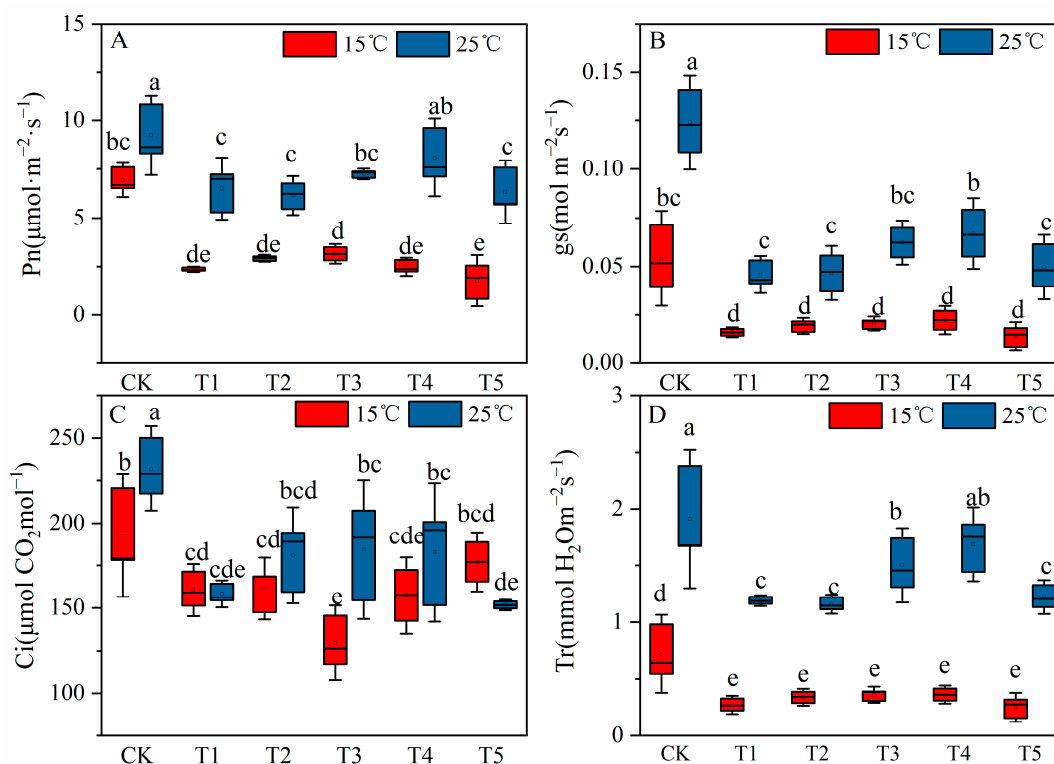 A
15℃
25℃
Pn(μmol·m−2·s−1)
15
10
5
0
bc
a
de
c
de
c
d
bc
de
ab
e
c
CK
T1
T2
T3
T4
T5
B
15℃
25℃
gs(mol m−2s−1)
0.15
0.10
0.05
0.00
bc
a
d
c
d
c
d
bc
d
b
d
c
CK
T1
T2
T3
T4
T5
C
15℃
25℃
Ci(μmol CO2mol−1)
250
200
150
100
b
a
cd
cde
cd
bcd
e
bc
cde
bc
bcd
de
CK
T1
T2
T3
T4
T5
D
15℃
25℃
Tr(mmol H2Om−2s−1)
3
2
1
0
d
a
e
c
e
c
e
b
e
ab
e
c
CK
T1
T2
T3
T4
T5